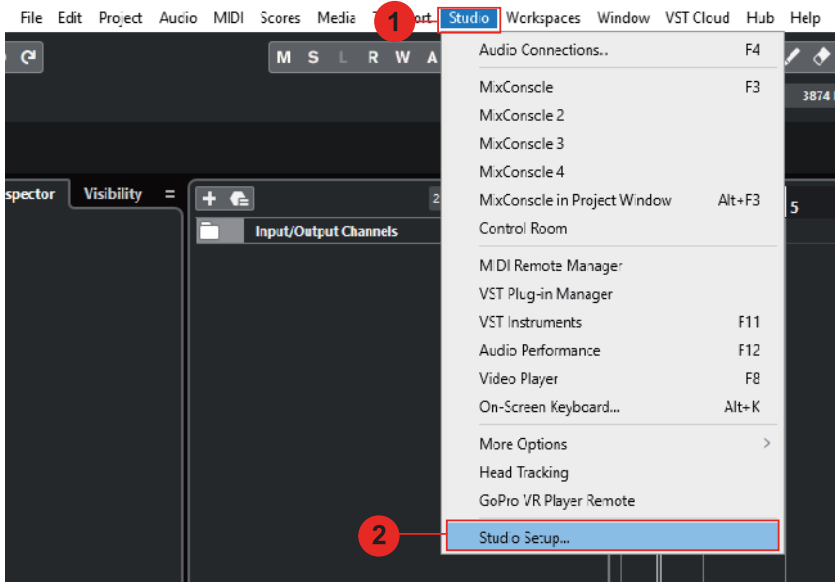 File Edit Project Audio MIDI Scores Media Studio Workspaces Window VST Cloud Hub Help
1
M S L R W A
3874
Audio Connections... F4
MixConsole F3
MixConsole 2
MixConsole 3
MixConsole 4
MixConsole in Project Window Alt+F3
Control Room
MIDI Remote Manager
VST Plug-in Manager
VST Instruments F11
Audio Performance F12
Video Player F8
On-Screen Keyboard... Alt+K
More Options
Head Tracking
GoPro VR Player Remote
Studio Setup...
2
spector Visibility
2
5
Input/Output Channels